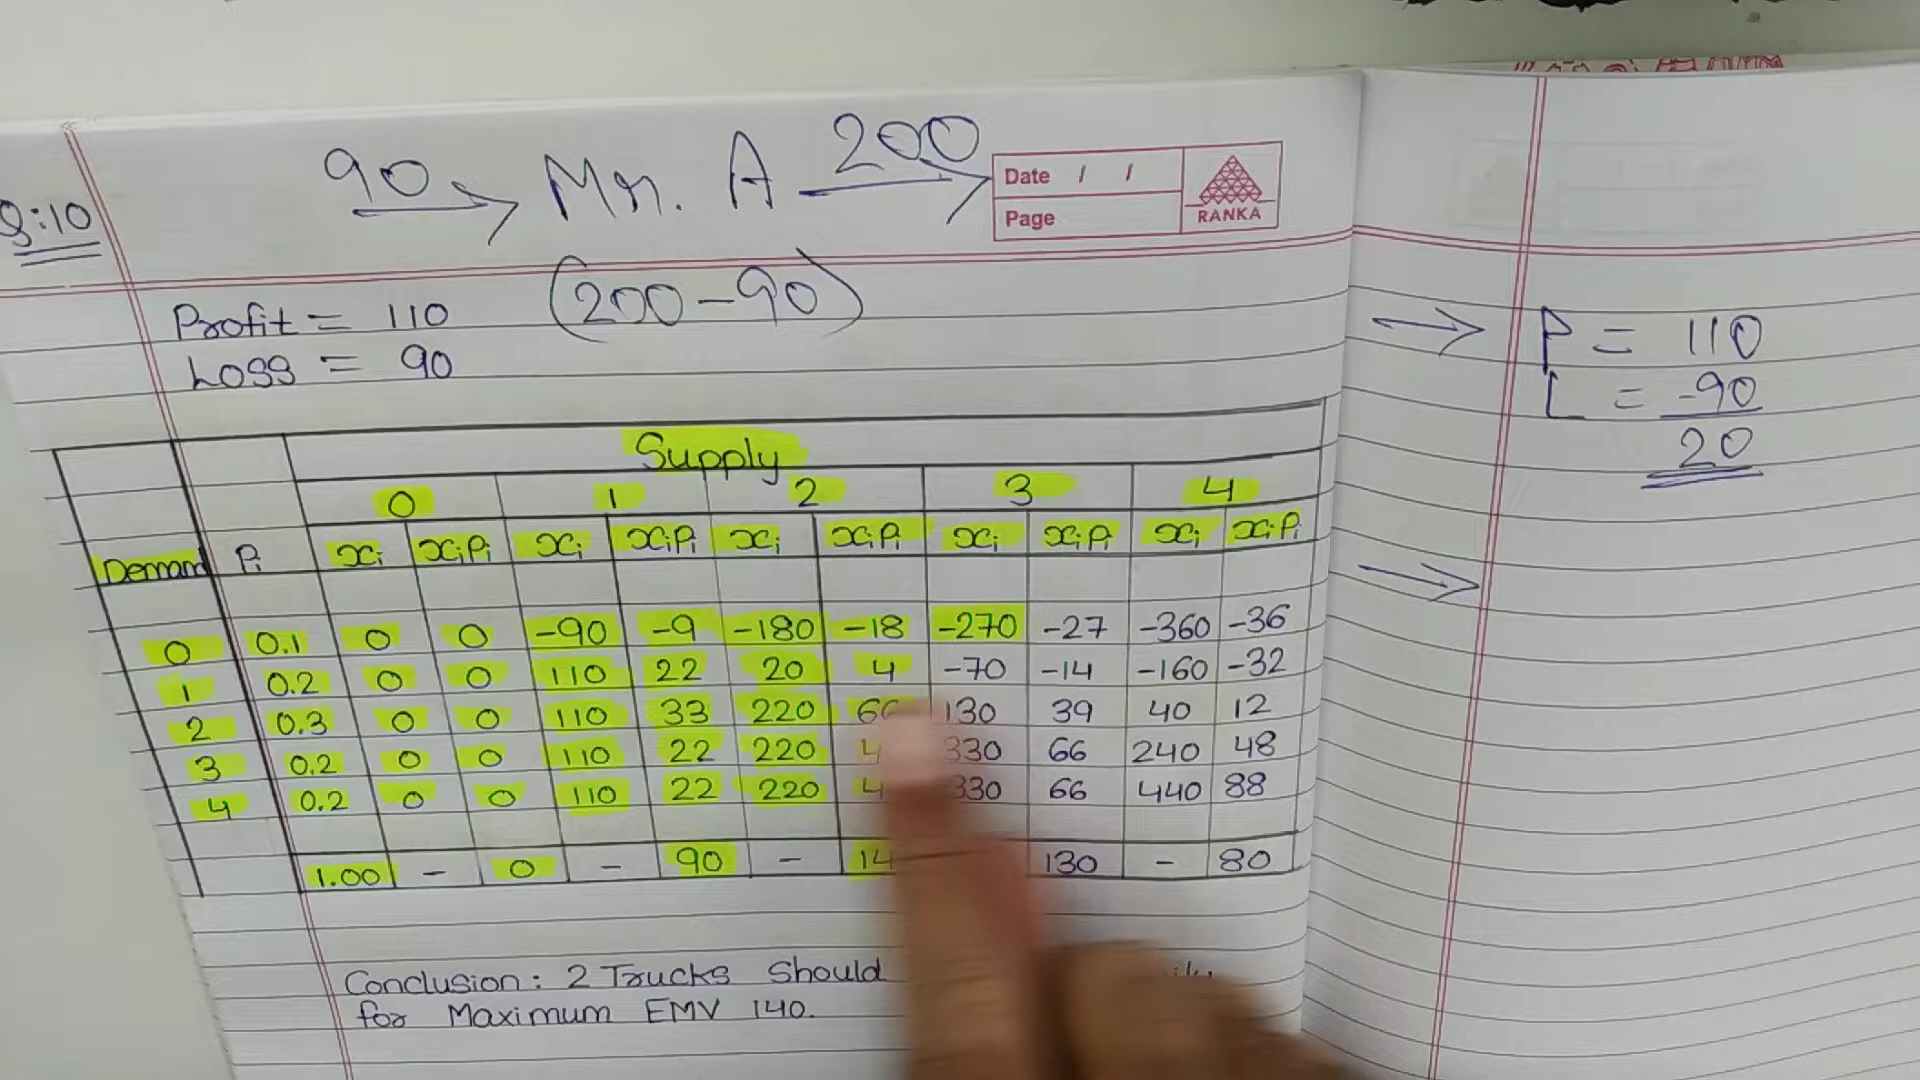 90 → Mr. A 200 →
Date / /
Page
RANKA
Q:10
Profit = 110 (200-90)
Loss = 90
P = 110
L = -90
20
Supply
0 1 2 3 4
Demand Pi xi xiPi xi xiPi xi xiPi xi xiPi xi xiPi
0 0.1 0 0 -90 -9 -180 -18 -270 -27 -360 -36
1 0.2 0 0 110 22 20 4 -70 -14 -160 -32
2 0.3 0 0 110 33 220 66 130 39 40 12
3 0.2 0 0 110 22 220 330 66 240 48
4 0.2 0 0 110 22 220 330 66 440 88
1.00 - 0 - 90 - 130 - 80
Conclusion: 2 Trucks Should
for Maximum EMV 140.